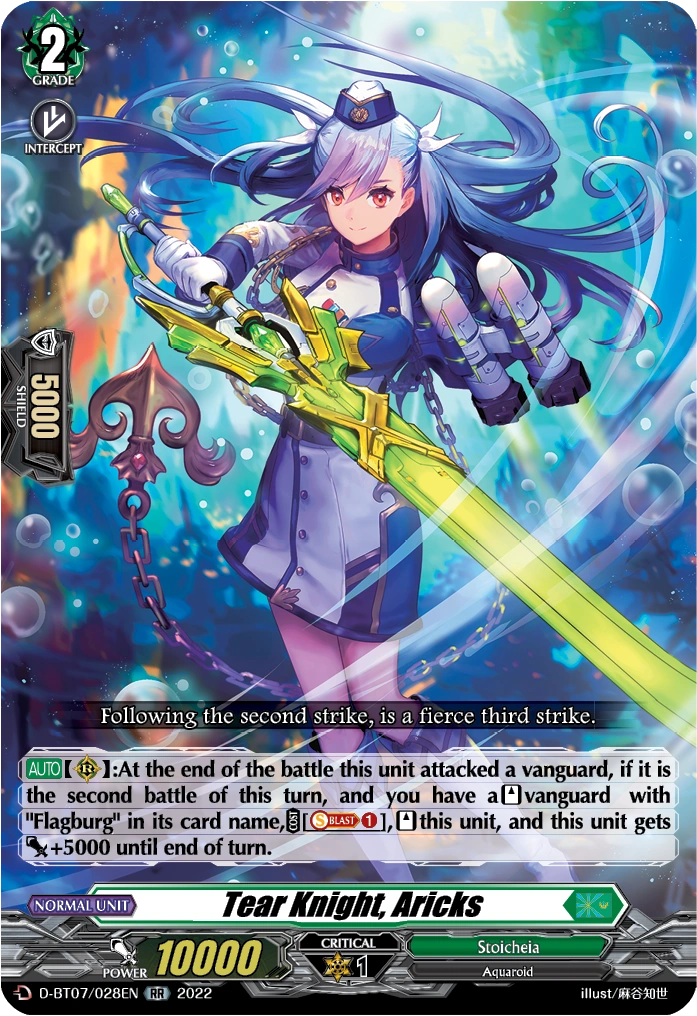 2
GRADE
INTERCEPT
5000
SHIELD
Following the second strike, is a fierce third strike.
AUTO【R】:At the end of the battle this unit attacked a vanguard, if it is
the second battle of this turn, and you have a vanguard with
"Flagburg" in its card name, COST [S BLAST 1], this unit, and this unit gets
+5000 until end of turn.
NORMAL UNIT
Tear Knight, Aricks
POWER 10000
CRITICAL
1
Stoicheia
Aquaroid
D-BT07/028EN RR 2022
illust/麻谷知世